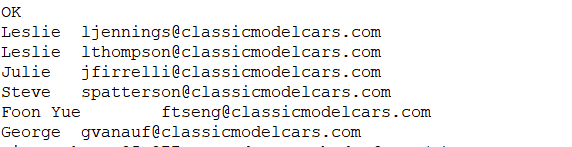 OK
Leslie	ljennings@classicmodelcars.com
Leslie	lthompson@classicmodelcars.com
Julie	jfirrelli@classicmodelcars.com
Steve	spatterson@classicmodelcars.com
Foon Yue	ftseng@classicmodelcars.com
George	gvanauf@classicmodelcars.com